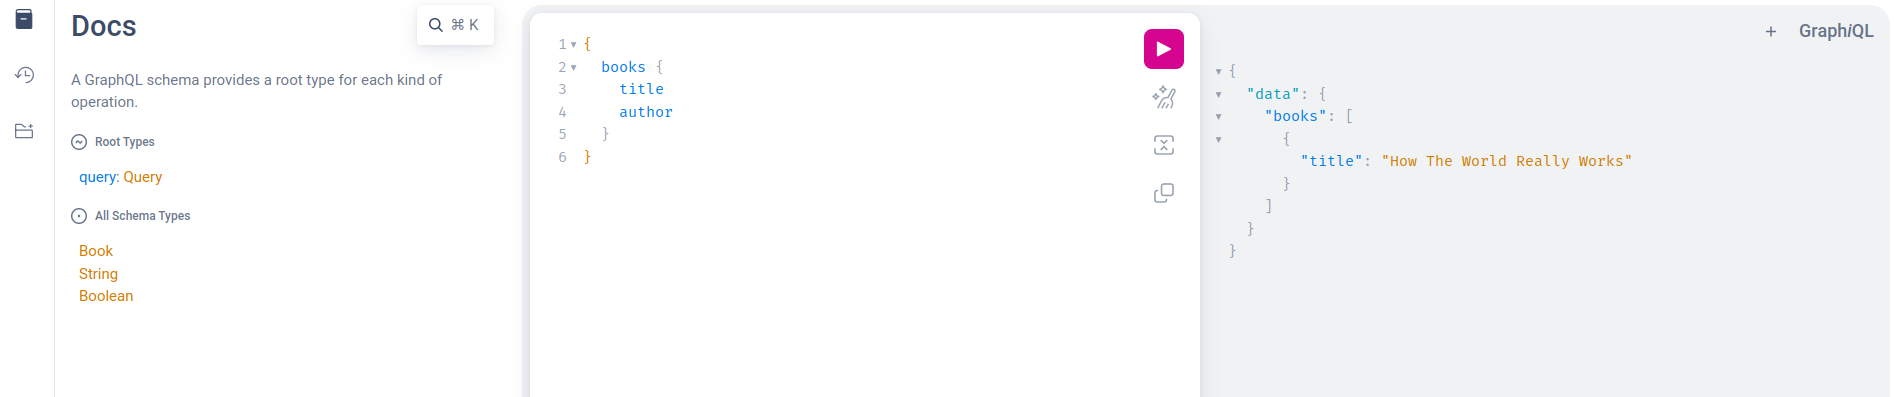 Docs
⌘ K
A GraphQL schema provides a root type for each kind of
operation.
Root Types
query: Query
All Schema Types
Book
String
Boolean
1 {
2 books {
3 title
4 author
5 }
6 }
+ GraphiQL
{
"data": {
"books": [
{
"title": "How The World Really Works"
}
]
}
}